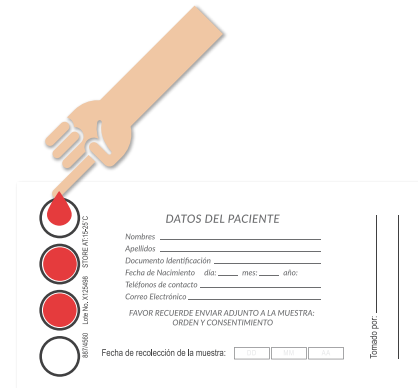 DATOS DEL PACIENTE
Nombres
Apellidos
Documento Identificación
Fecha de Nacimiento día: mes: año:
Teléfonos de contacto
Correo Electrónico
FAVOR RECUERDE ENVIAR ADJUNTO A LA MUESTRA:
ORDEN Y CONSENTIMIENTO
Fecha de recolección de la muestra: DD MM AA
Tomado por:
887/4560 Lote No. X125498 STORE AT:15-25 C